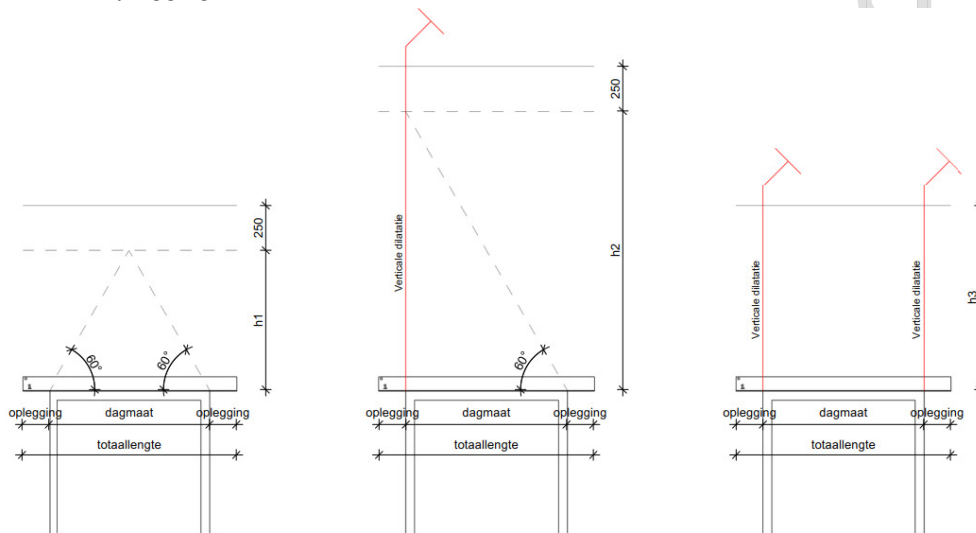 250
h1
60°
60°
oplegging dagmaat oplegging
totaallengte
Verticale dilatatie
250
h2
60°
oplegging dagmaat oplegging
totaallengte
Verticale dilatatie
Verticale dilatatie
h3
oplegging dagmaat oplegging
totaallengte